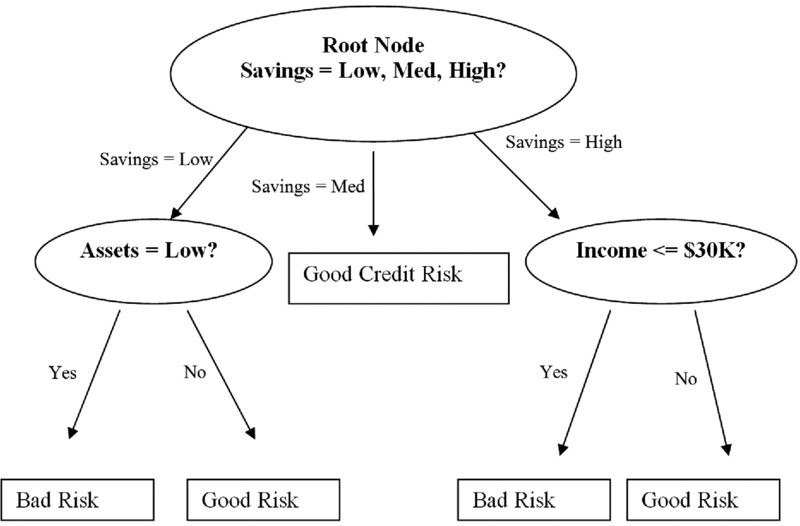 Root Node
Savings = Low, Med, High?
Savings = Low
Savings = Med
Savings = High
Assets = Low?
Good Credit Risk
Income <= $30K?
Yes
No
Yes
No
Bad Risk
Good Risk
Bad Risk
Good Risk